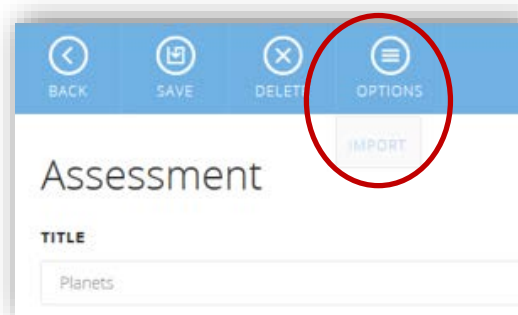 BACK SAVE DELETE OPTIONS
IMPORT
Assessment
TITLE
Planets